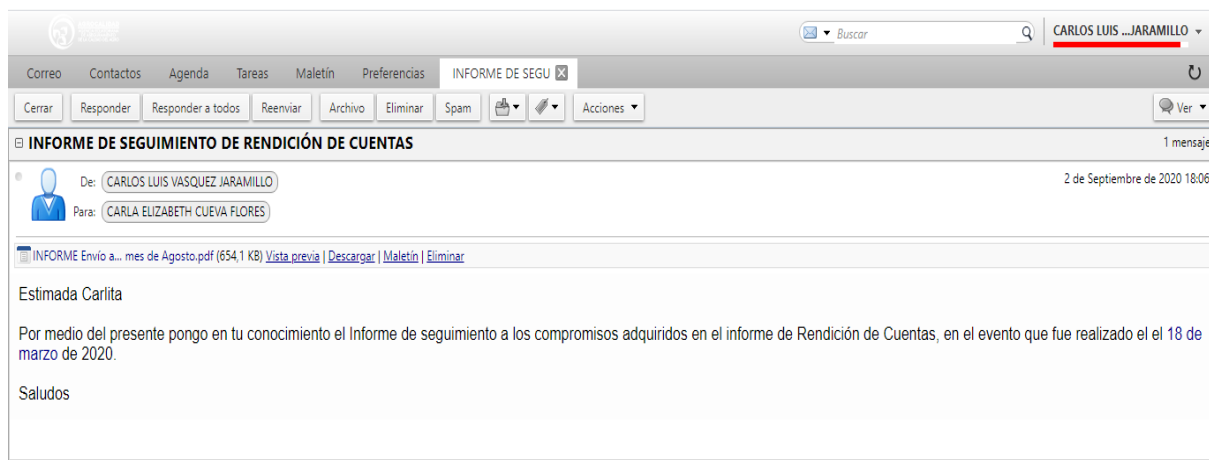 Buscar
CARLOS LUIS ...JARAMILLO
Correo Contactos Agenda Tareas Maletín Preferencias INFORME DE SEGU
Cerrar Responder Responder a todos Reenviar Archivo Eliminar Spam Acciones Ver
INFORME DE SEGUIMIENTO DE RENDICIÓN DE CUENTAS 1 mensaje
De: CARLOS LUIS VASQUEZ JARAMILLO 2 de Septiembre de 2020 18:06
Para: CARLA ELIZABETH CUEVA FLORES
INFORME Envío a... mes de Agosto.pdf (654,1 KB) Vista previa | Descargar | Maletín | Eliminar
Estimada Carlita
Por medio del presente pongo en tu conocimiento el Informe de seguimiento a los compromisos adquiridos en el informe de Rendición de Cuentas, en el evento que fue realizado el el 18 de
marzo de 2020.
Saludos